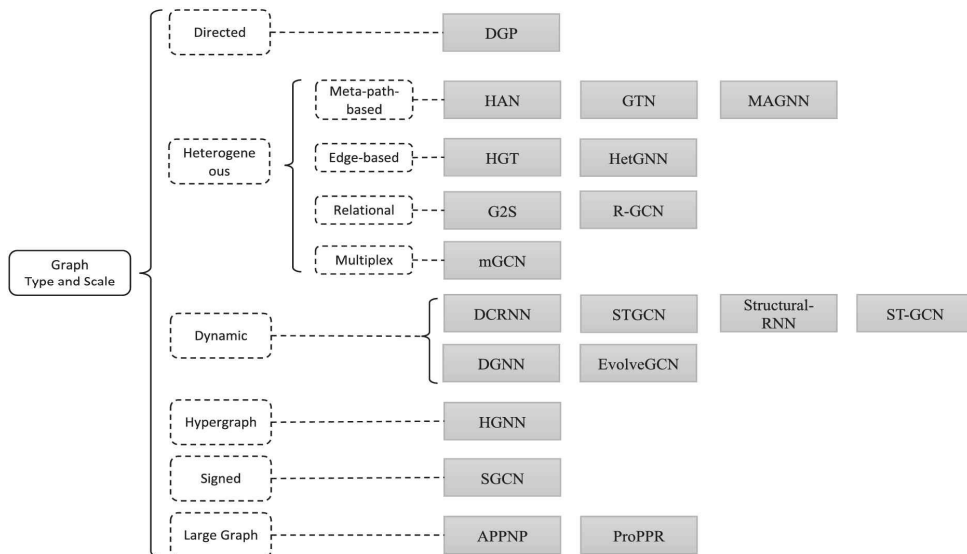 Directed
DGP
Meta-path-
based
HAN
GTN
MAGNN
Heterogene
ous
Edge-based
HGT
HetGNN
Relational
G2S
R-GCN
Multiplex
mGCN
Graph
Type and Scale
Dynamic
DCRNN
STGCN
Structural-
RNN
ST-GCN
DGNN
EvolveGCN
Hypergraph
HGNN
Signed
SGCN
Large Graph
APPNP
ProPPR